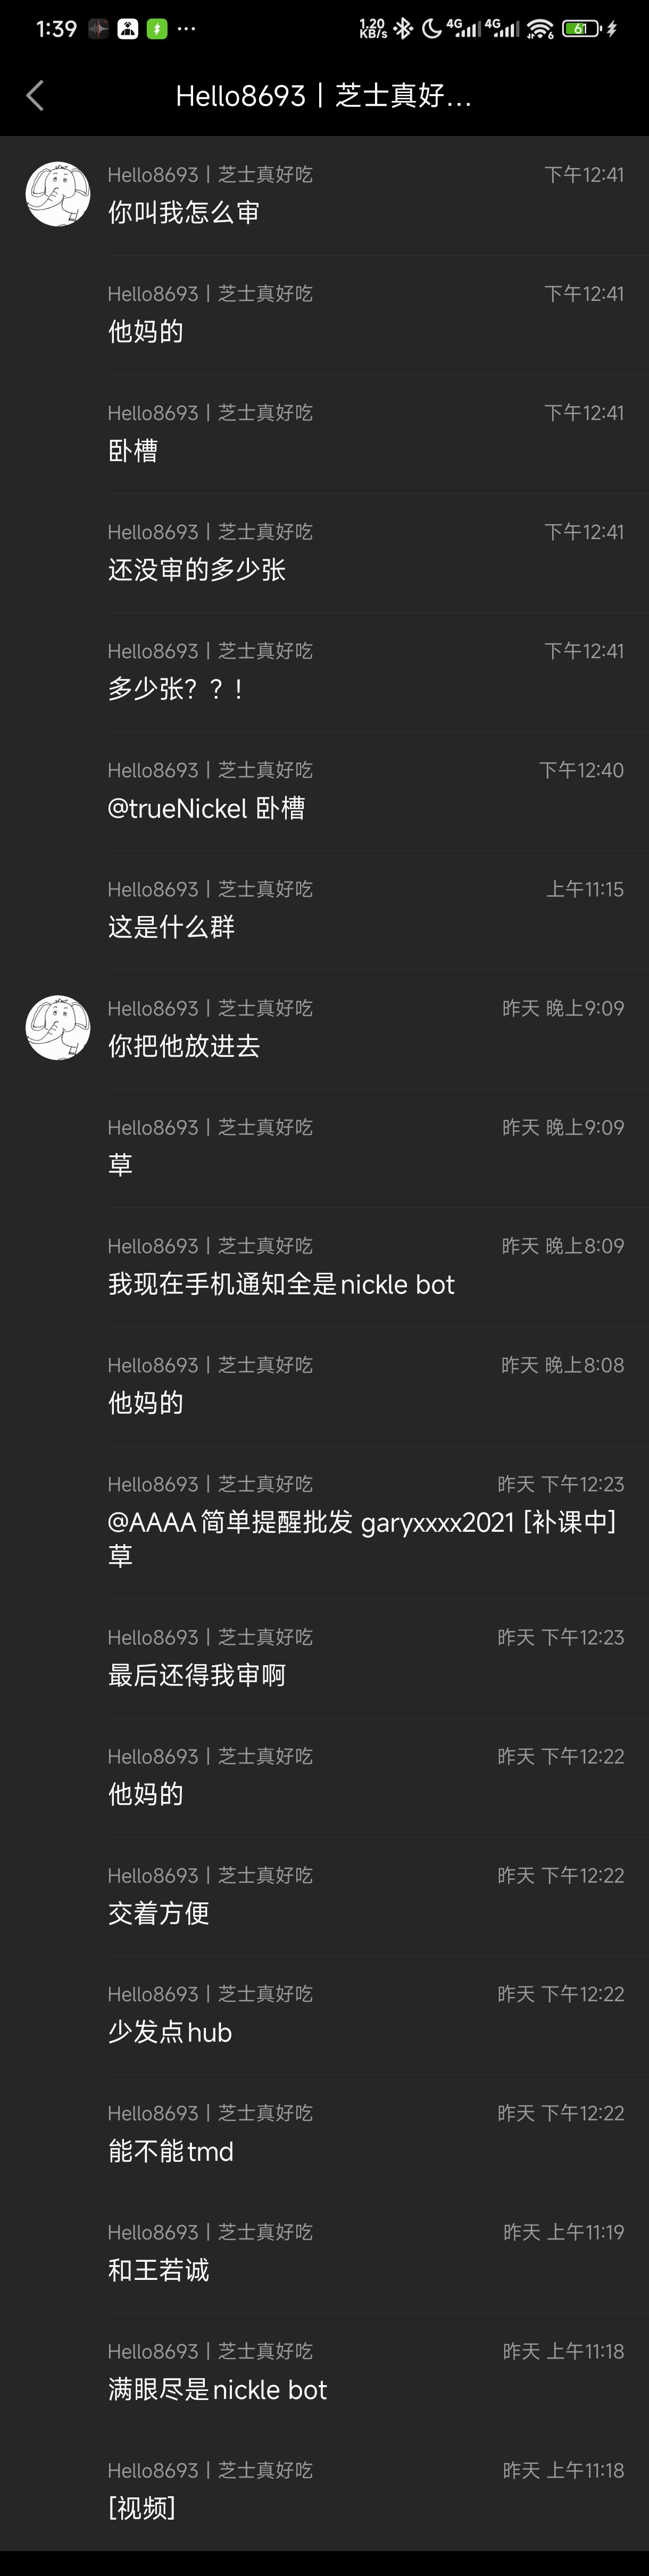 1:39
1.20 KB/s
4G
4G
6
61
Hello8693丨芝士真好...
Hello8693丨芝士真好吃 下午12:41
你叫我怎么审
Hello8693丨芝士真好吃 下午12:41
他妈的
Hello8693丨芝士真好吃 下午12:41
卧槽
Hello8693丨芝士真好吃 下午12:41
还没审的多少张
Hello8693丨芝士真好吃 下午12:41
多少张？？！
Hello8693丨芝士真好吃 下午12:40
@trueNickel 卧槽
Hello8693丨芝士真好吃 上午11:15
这是什么群
Hello8693丨芝士真好吃 昨天 晚上9:09
你把他放进去
Hello8693丨芝士真好吃 昨天 晚上9:09
草
Hello8693丨芝士真好吃 昨天 晚上8:09
我现在手机通知全是nickle bot
Hello8693丨芝士真好吃 昨天 晚上8:08
他妈的
Hello8693丨芝士真好吃 昨天 下午12:23
@AAAA简单提醒批发 garyxxxx2021 [补课中]
草
Hello8693丨芝士真好吃 昨天 下午12:23
最后还得我审啊
Hello8693丨芝士真好吃 昨天 下午12:22
他妈的
Hello8693丨芝士真好吃 昨天 下午12:22
交着方便
Hello8693丨芝士真好吃 昨天 下午12:22
少发点hub
Hello8693丨芝士真好吃 昨天 下午12:22
能不能tmd
Hello8693丨芝士真好吃 昨天 上午11:19
和王若诚
Hello8693丨芝士真好吃 昨天 上午11:18
满眼尽是nickle bot
Hello8693丨芝士真好吃 昨天 上午11:18
[视频]